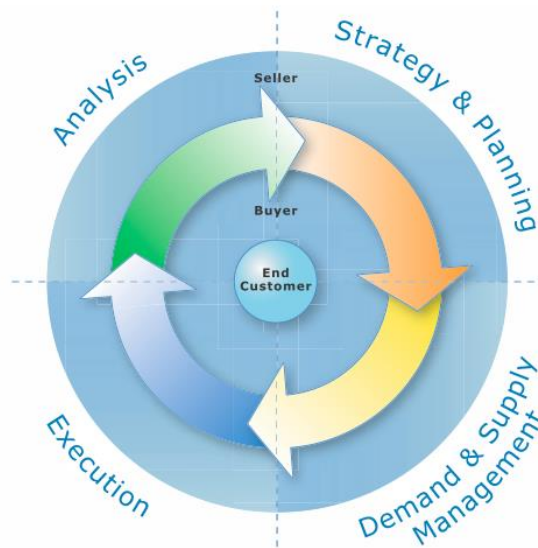 Analysis
Strategy & Planning
Seller
Buyer
End
Customer
Execution
Demand & Supply
Management